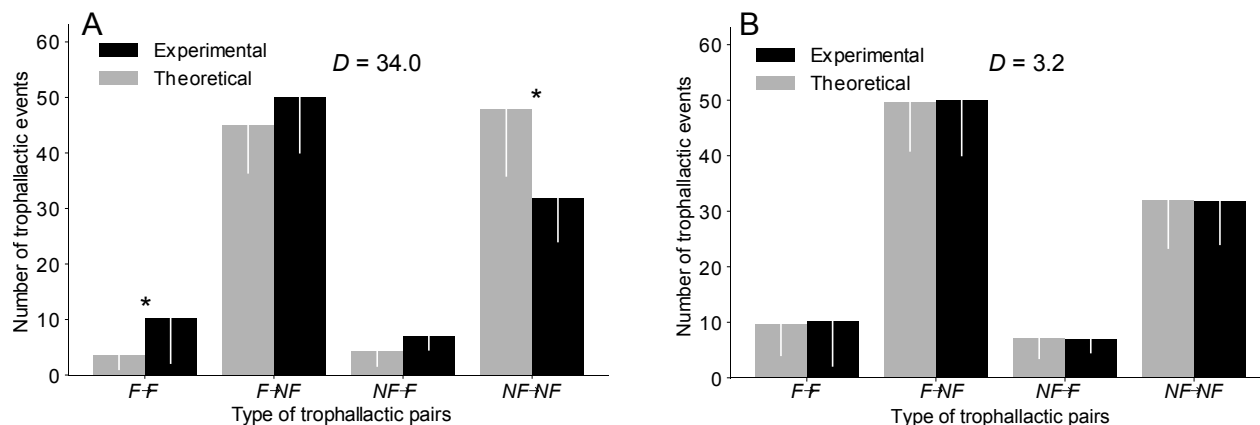 A
Experimental
Theoretical
D = 34.0
*
*
Number of trophallactic events
60
50
40
30
20
10
0
F→F
F→NF
NF→F
NF→NF
Type of trophallactic pairs
B
Experimental
Theoretical
D = 3.2
Number of trophallactic events
60
50
40
30
20
10
0
F→F
F→NF
NF→F
NF→NF
Type of trophallactic pairs